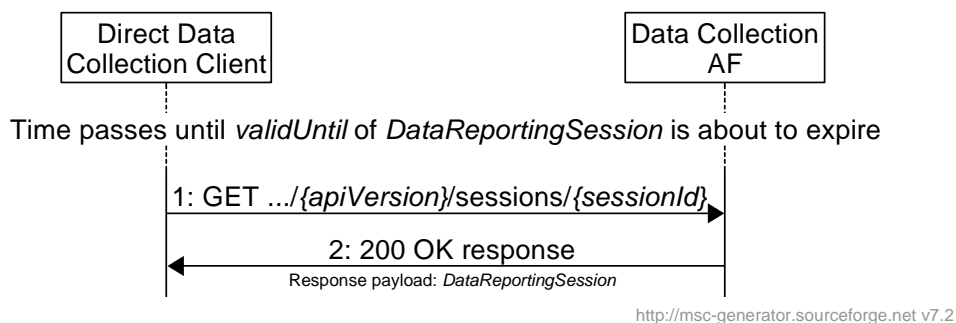 Direct Data
Collection Client
Data Collection
AF
Time passes until validUntil of DataReportingSession is about to expire
1: GET .../{apiVersion}/sessions/{sessionId}
2: 200 OK response
Response payload: DataReportingSession
http://msc-generator.sourceforge.net v7.2